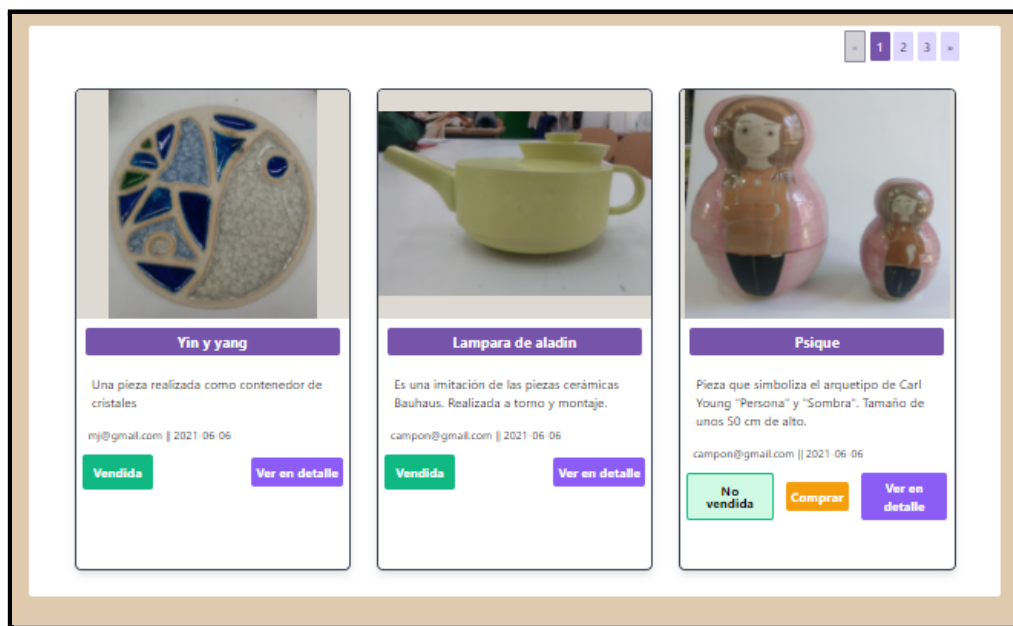 « 1 2 3 »
Yin y yang
Una pieza realizada como contenedor de
cristales
mj@gmail.com || 2021-06-06
Vendida Ver en detalle
Lampara de aladin
Es una imitación de las piezas cerámicas
Bauhaus. Realizada a torno y montaje.
campon@gmail.com || 2021-06-06
Vendida Ver en detalle
Psique
Pieza que simboliza el arquetipo de Carl
Young "Persona" y "Sombra". Tamaño de
unos 50 cm de alto.
campon@gmail.com || 2021-06-06
No
vendida
Comprar
Ver en
detalle